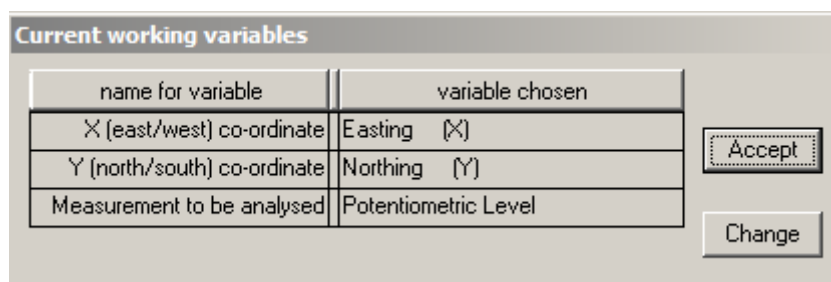 Current working variables
name for variable variable chosen
X (east/west) co-ordinate Easting (X)
Y (north/south) co-ordinate Northing (Y)
Measurement to be analysed Potentiometric Level
Accept
Change